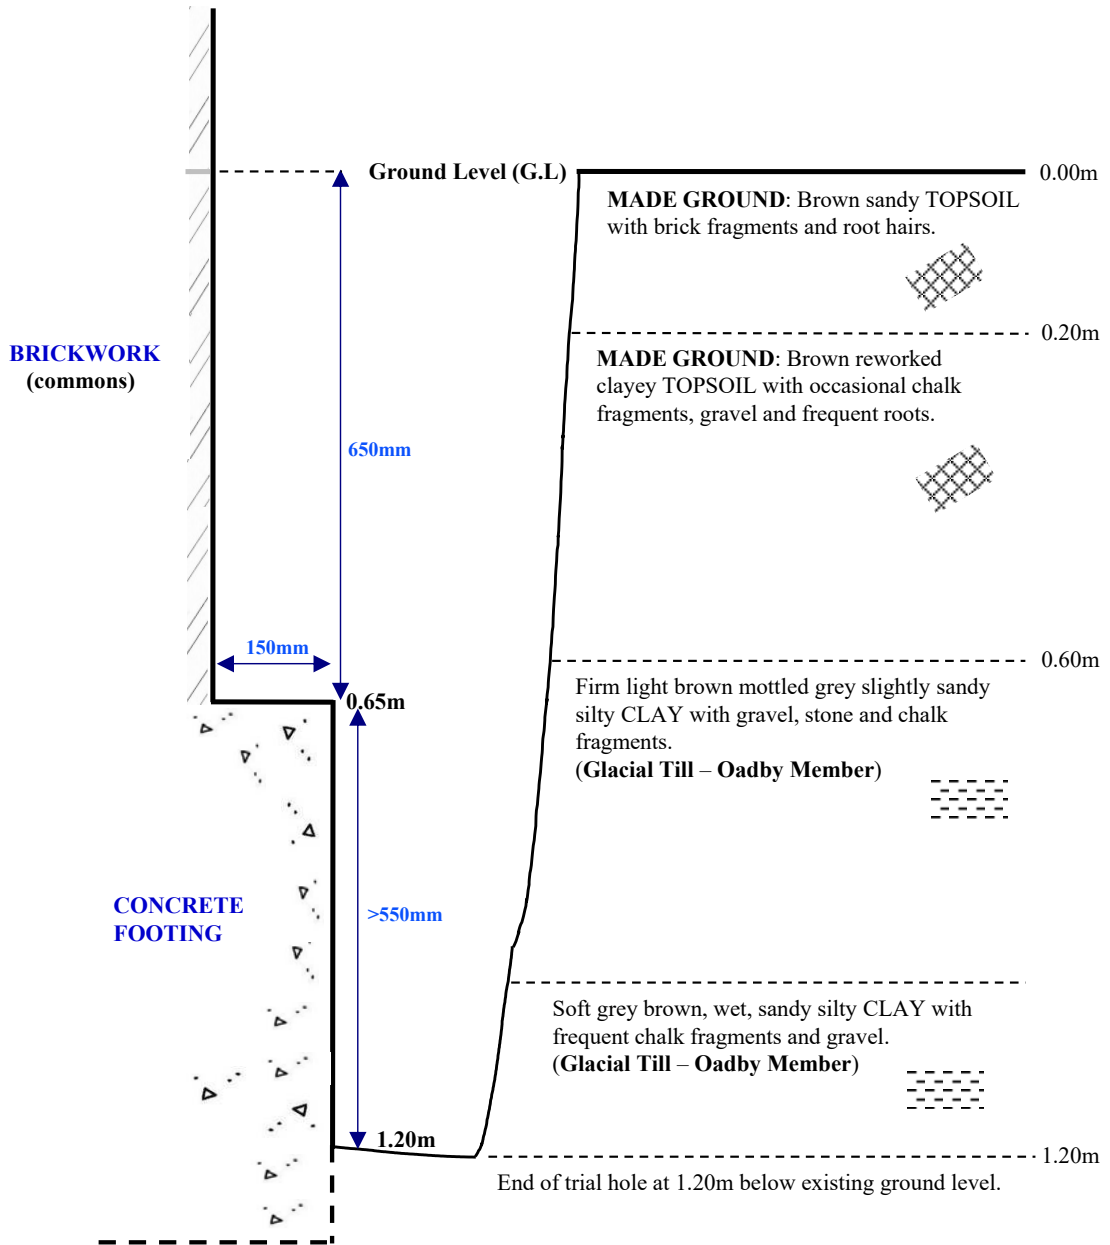 Ground Level (G.L)
0.00m
MADE GROUND: Brown sandy TOPSOIL
with brick fragments and root hairs.
0.20m
BRICKWORK
(commons)
MADE GROUND: Brown reworked
clayey TOPSOIL with occasional chalk
fragments, gravel and frequent roots.
650mm
150mm
0.60m
0.65m
Firm light brown mottled grey slightly sandy
silty CLAY with gravel, stone and chalk
fragments.
(Glacial Till – Oadby Member)
CONCRETE
FOOTING
>550mm
Soft grey brown, wet, sandy silty CLAY with
frequent chalk fragments and gravel.
(Glacial Till – Oadby Member)
1.20m
1.20m
End of trial hole at 1.20m below existing ground level.